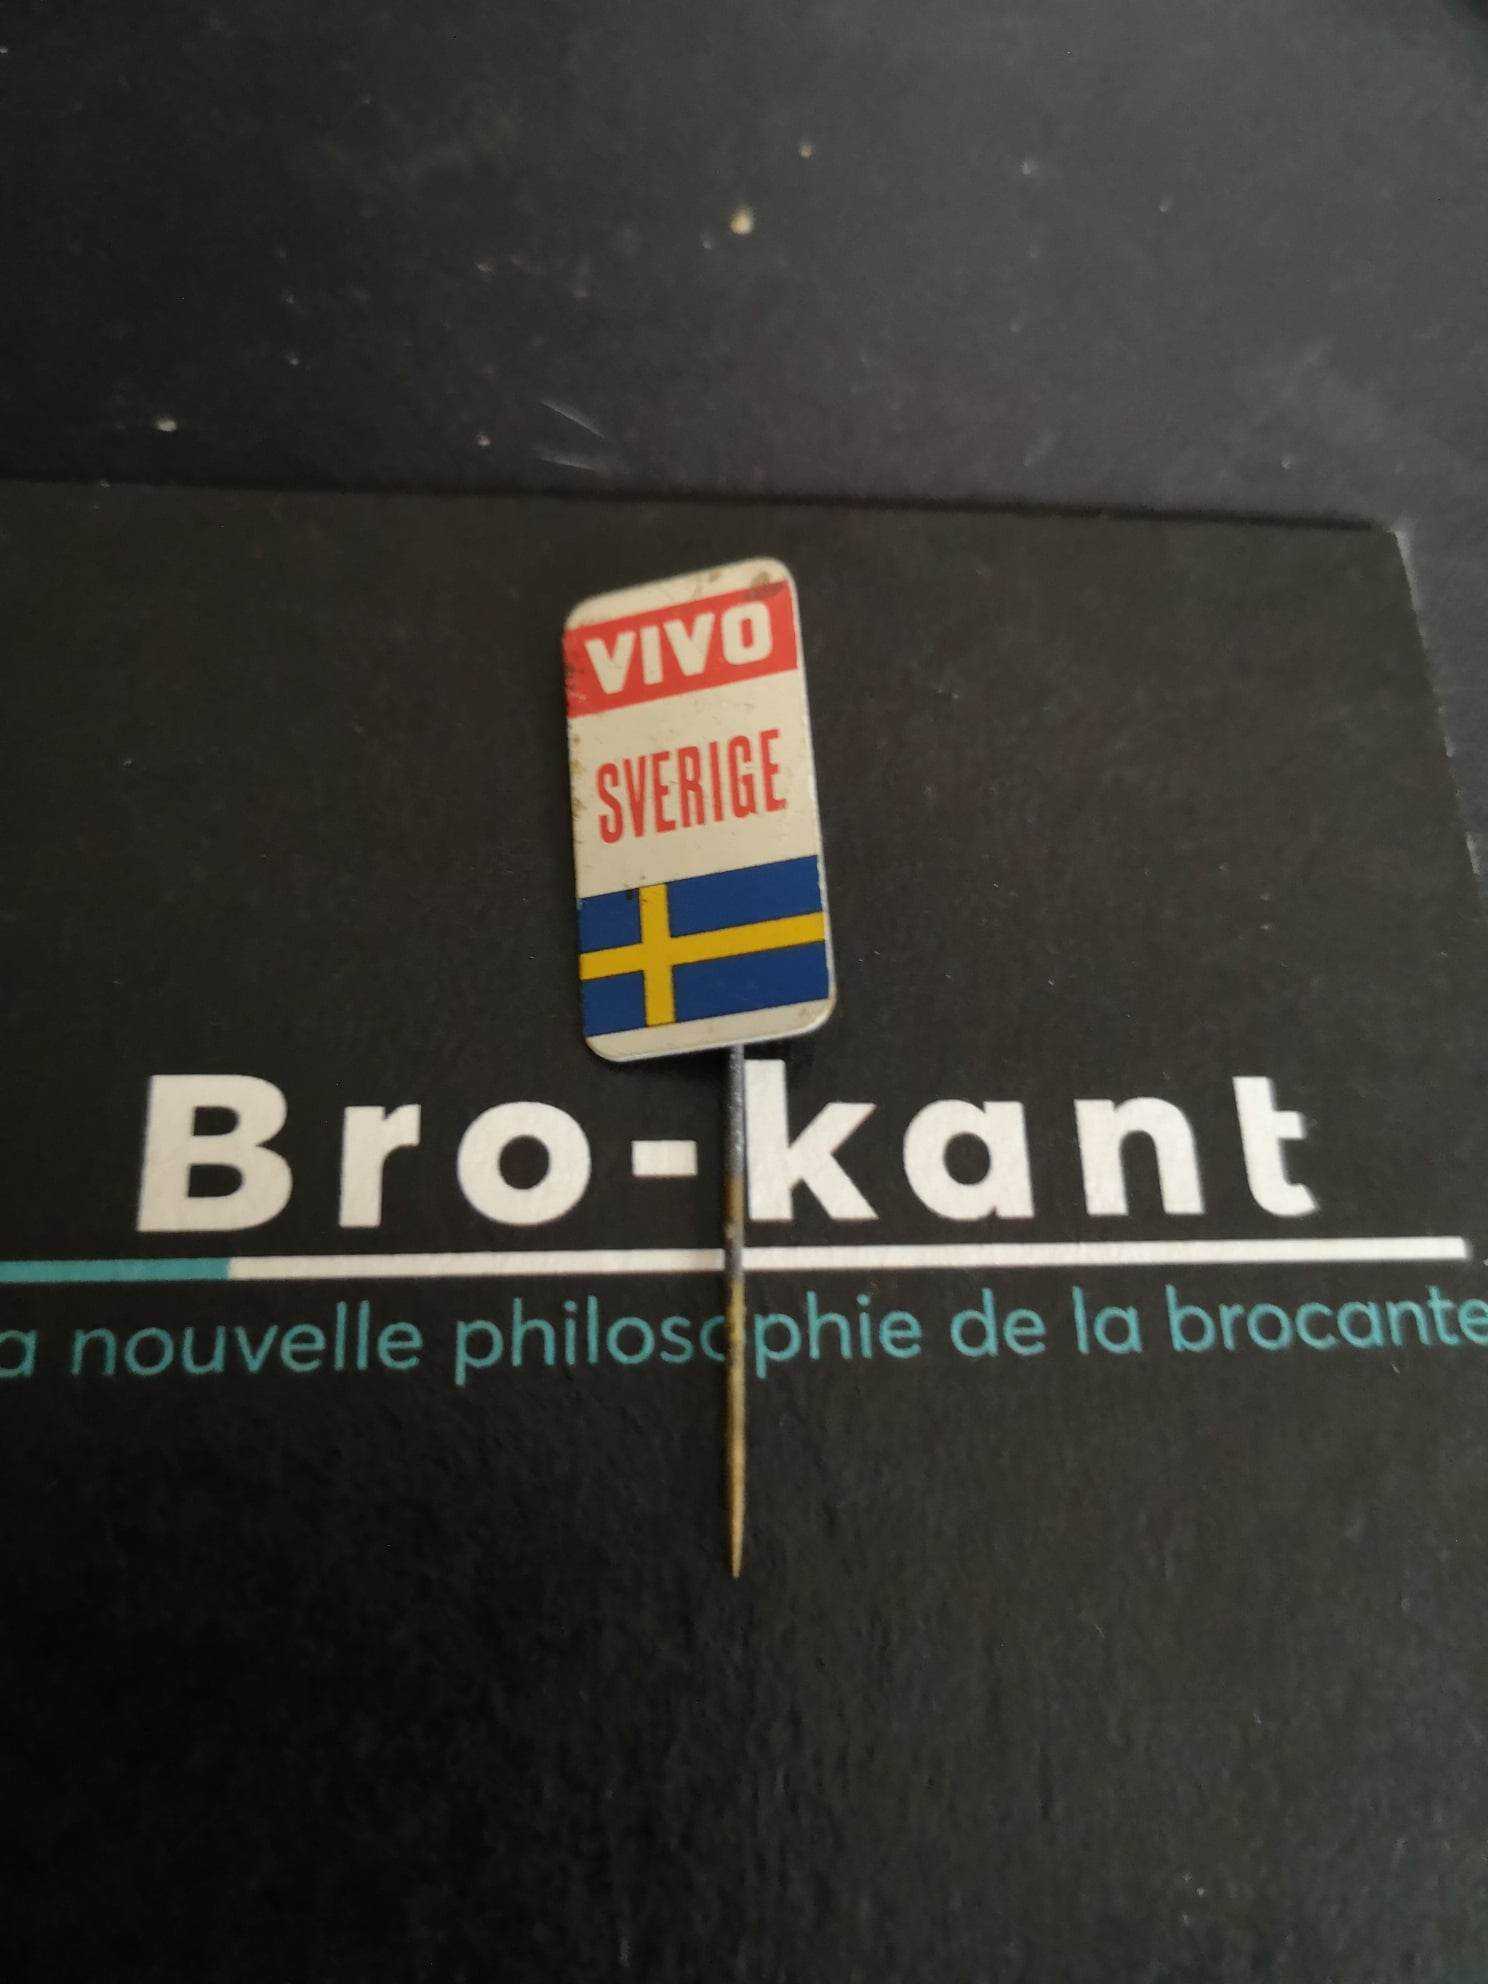 VIVO
SVERIGE
Bro-kant
a nouvelle philosophie de la brocante